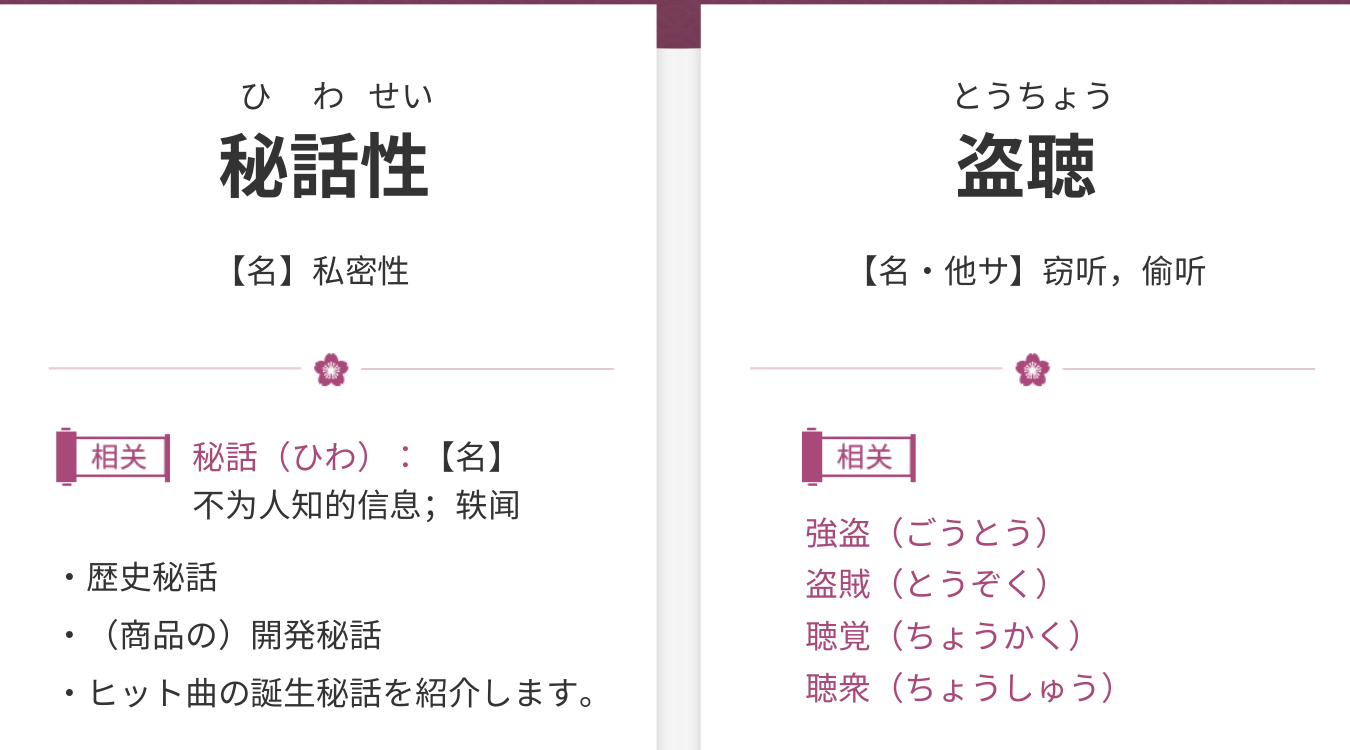 ひ わ せい
秘話性
【名】私密性
相关 秘話（ひわ）：【名】
不为人知的信息；轶闻
・歴史秘話
・（商品の）開発秘話
・ヒット曲の誕生秘話を紹介します。
とうちょう
盗聴
【名・他サ】窃听，偷听
相关
強盗（ごうとう）
盗賊（とうぞく）
聴覚（ちょうかく）
聴衆（ちょうしゅう）